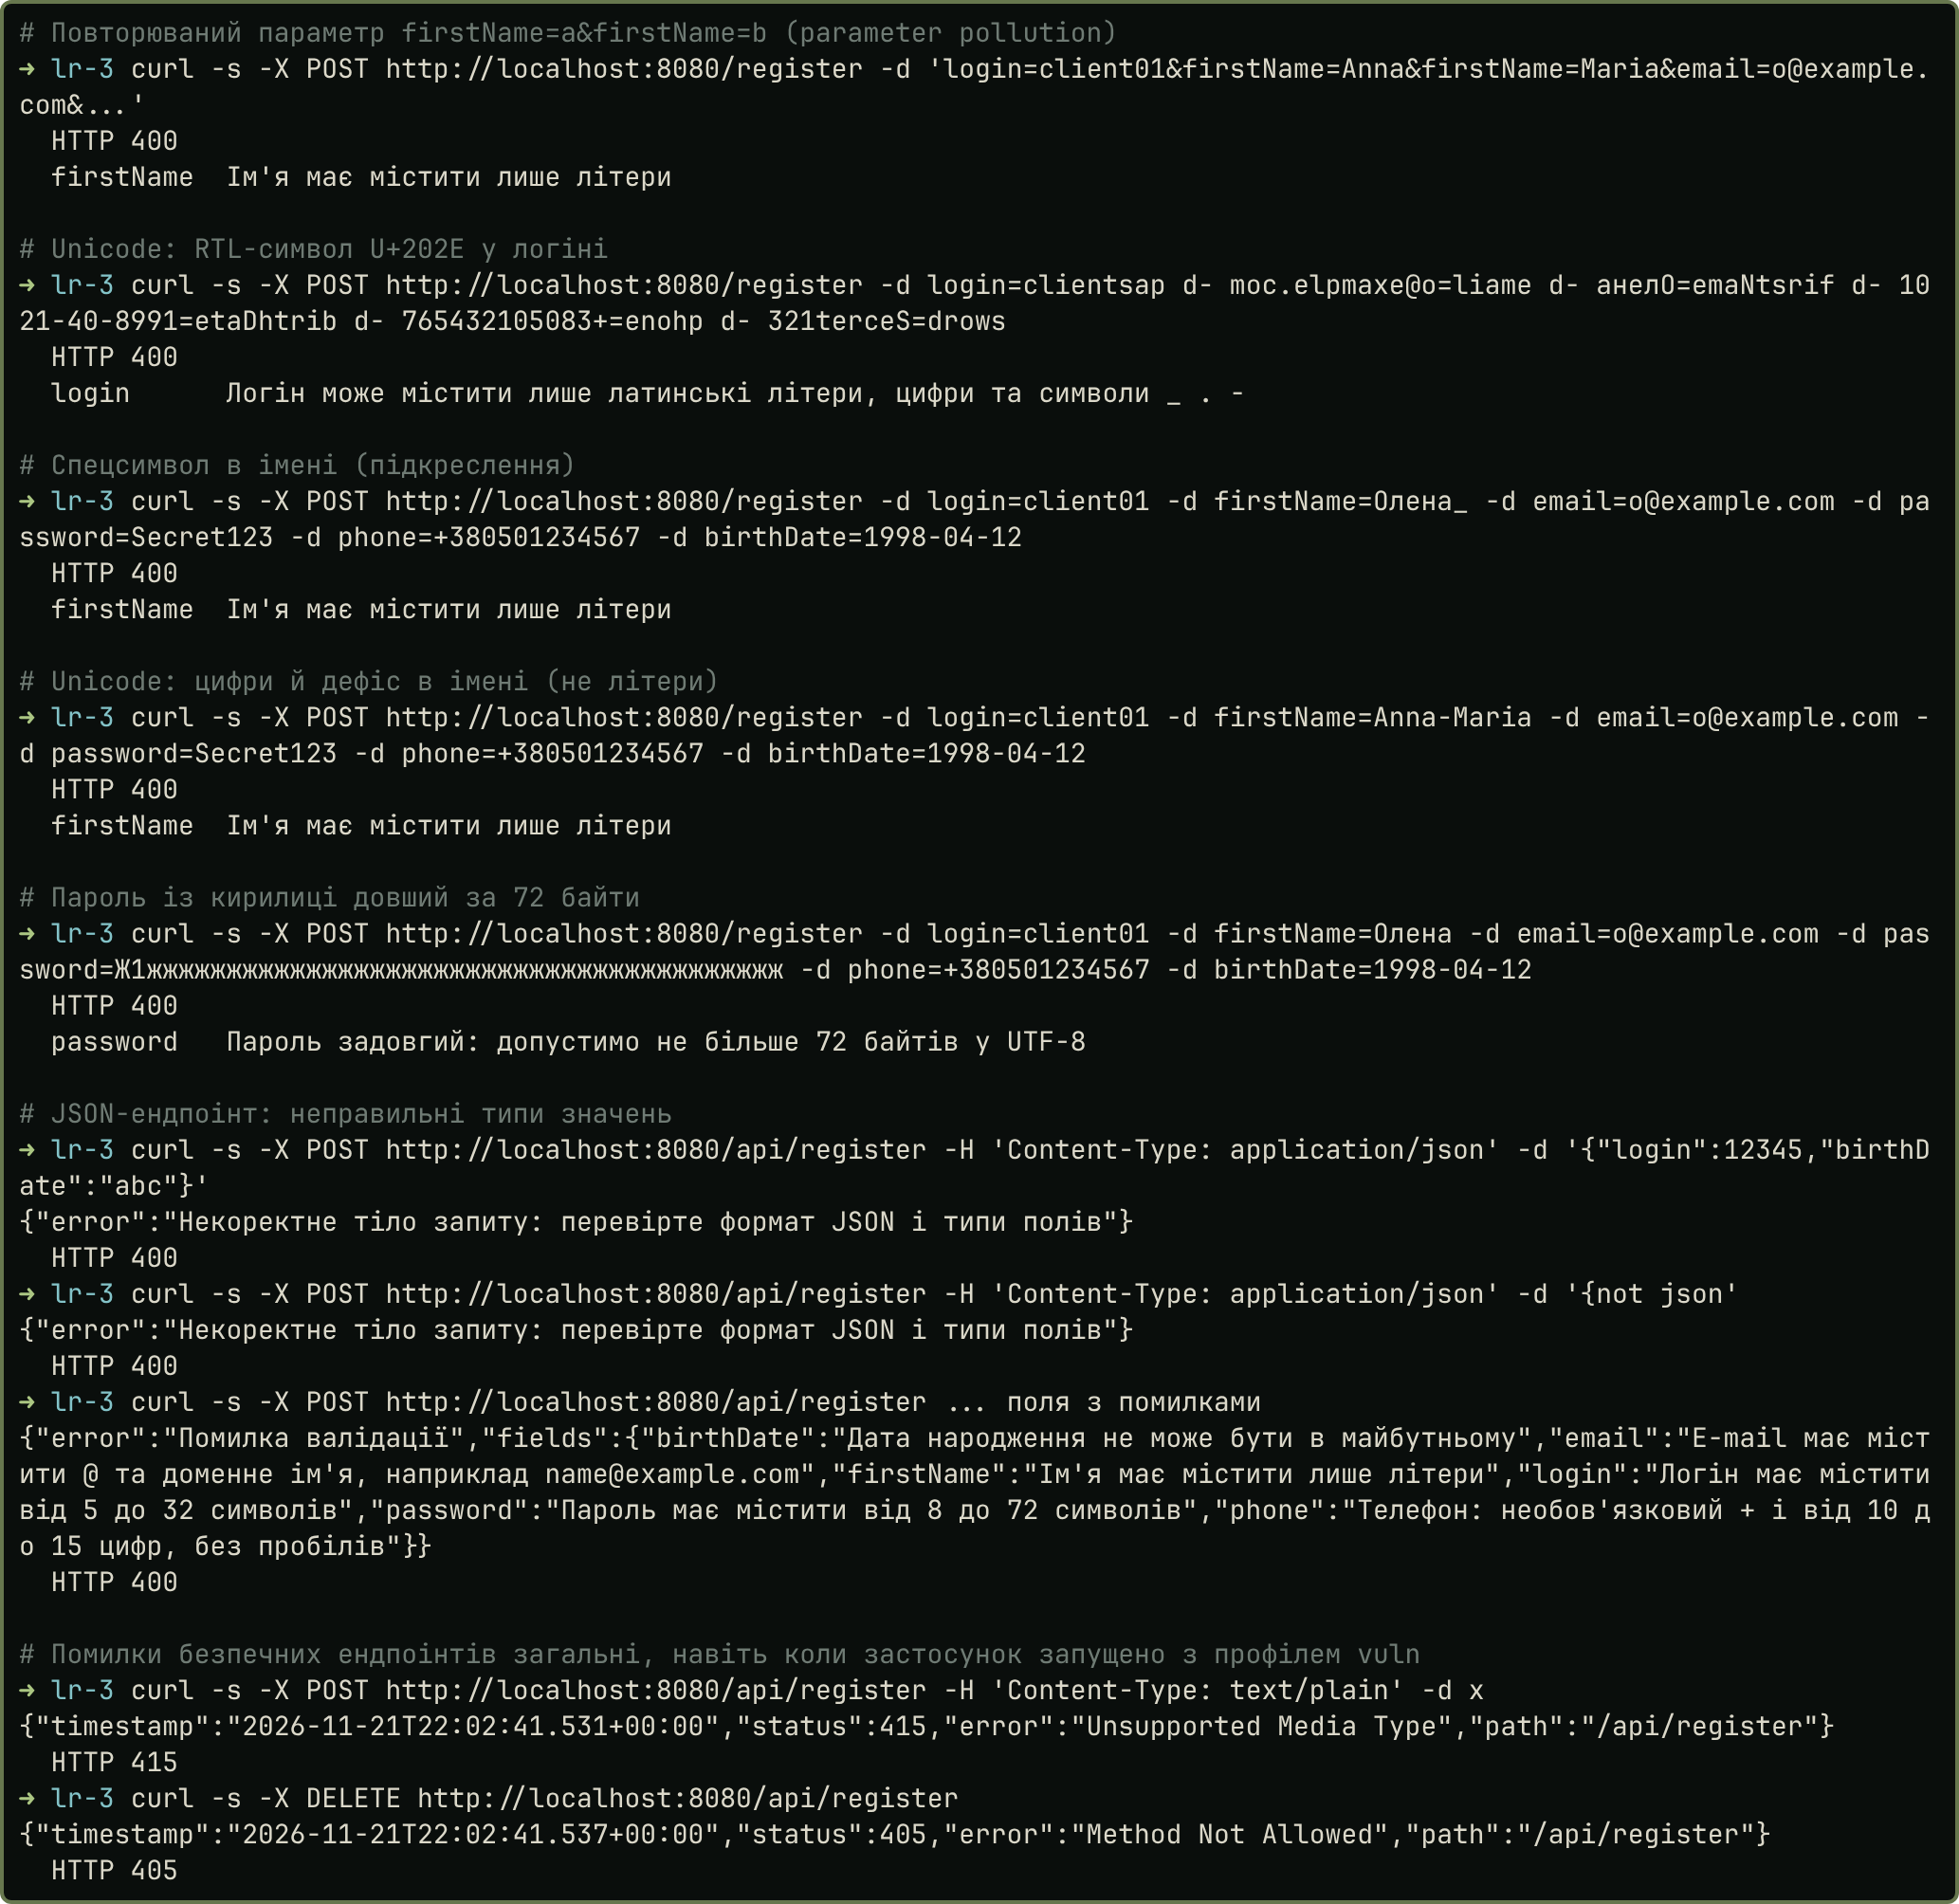 # Повторюваний параметр firstName=a&firstName=b (parameter pollution)
➜ lr-3 curl -s -X POST http://localhost:8080/register -d 'login=client01&firstName=Anna&firstName=Maria&email=o@example.
com&...'
  HTTP 400
  firstName  Ім'я має містити лише літери

# Unicode: RTL-символ U+202E у логіні
➜ lr-3 curl -s -X POST http://localhost:8080/register -d login=clientsap d- moc.elpmaxe@o=liame d- анелО=emaNtsrif d- 10
21-40-8991=etaDhtrib d- 765432105083+=enohp d- 321terceS=drows
  HTTP 400
  login      Логін може містити лише латинські літери, цифри та символи _ . -

# Спецсимвол в імені (підкреслення)
➜ lr-3 curl -s -X POST http://localhost:8080/register -d login=client01 -d firstName=Олена_ -d email=o@example.com -d pa
ssword=Secret123 -d phone=+380501234567 -d birthDate=1998-04-12
  HTTP 400
  firstName  Ім'я має містити лише літери

# Unicode: цифри й дефіс в імені (не літери)
➜ lr-3 curl -s -X POST http://localhost:8080/register -d login=client01 -d firstName=Anna-Maria -d email=o@example.com -
d password=Secret123 -d phone=+380501234567 -d birthDate=1998-04-12
  HTTP 400
  firstName  Ім'я має містити лише літери

# Пароль із кирилиці довший за 72 байти
➜ lr-3 curl -s -X POST http://localhost:8080/register -d login=client01 -d firstName=Олена -d email=o@example.com -d pas
sword=Ж1жжжжжжжжжжжжжжжжжжжжжжжжжжжжжжжжжжжжжжжж -d phone=+380501234567 -d birthDate=1998-04-12
  HTTP 400
  password   Пароль задовгий: допустимо не більше 72 байтів у UTF-8

# JSON-ендпоінт: неправильні типи значень
➜ lr-3 curl -s -X POST http://localhost:8080/api/register -H 'Content-Type: application/json' -d '{"login":12345,"birthD
ate":"abc"}'
{"error":"Некоректне тіло запиту: перевірте формат JSON і типи полів"}
  HTTP 400
➜ lr-3 curl -s -X POST http://localhost:8080/api/register -H 'Content-Type: application/json' -d '{not json'
{"error":"Некоректне тіло запиту: перевірте формат JSON і типи полів"}
  HTTP 400
➜ lr-3 curl -s -X POST http://localhost:8080/api/register ... поля з помилками
{"error":"Помилка валідації","fields":{"birthDate":"Дата народження не може бути в майбутньому","email":"E-mail має міст
ити @ та доменне ім'я, наприклад name@example.com","firstName":"Ім'я має містити лише літери","login":"Логін має містити
від 5 до 32 символів","password":"Пароль має містити від 8 до 72 символів","phone":"Телефон: необов'язковий + і від 10 д
о 15 цифр, без пробілів"}}
  HTTP 400

# Помилки безпечних ендпоінтів загальні, навіть коли застосунок запущено з профілем vuln
➜ lr-3 curl -s -X POST http://localhost:8080/api/register -H 'Content-Type: text/plain' -d x
{"timestamp":"2026-11-21T22:02:41.531+00:00","status":415,"error":"Unsupported Media Type","path":"/api/register"}
  HTTP 415
➜ lr-3 curl -s -X DELETE http://localhost:8080/api/register
{"timestamp":"2026-11-21T22:02:41.537+00:00","status":405,"error":"Method Not Allowed","path":"/api/register"}
  HTTP 405